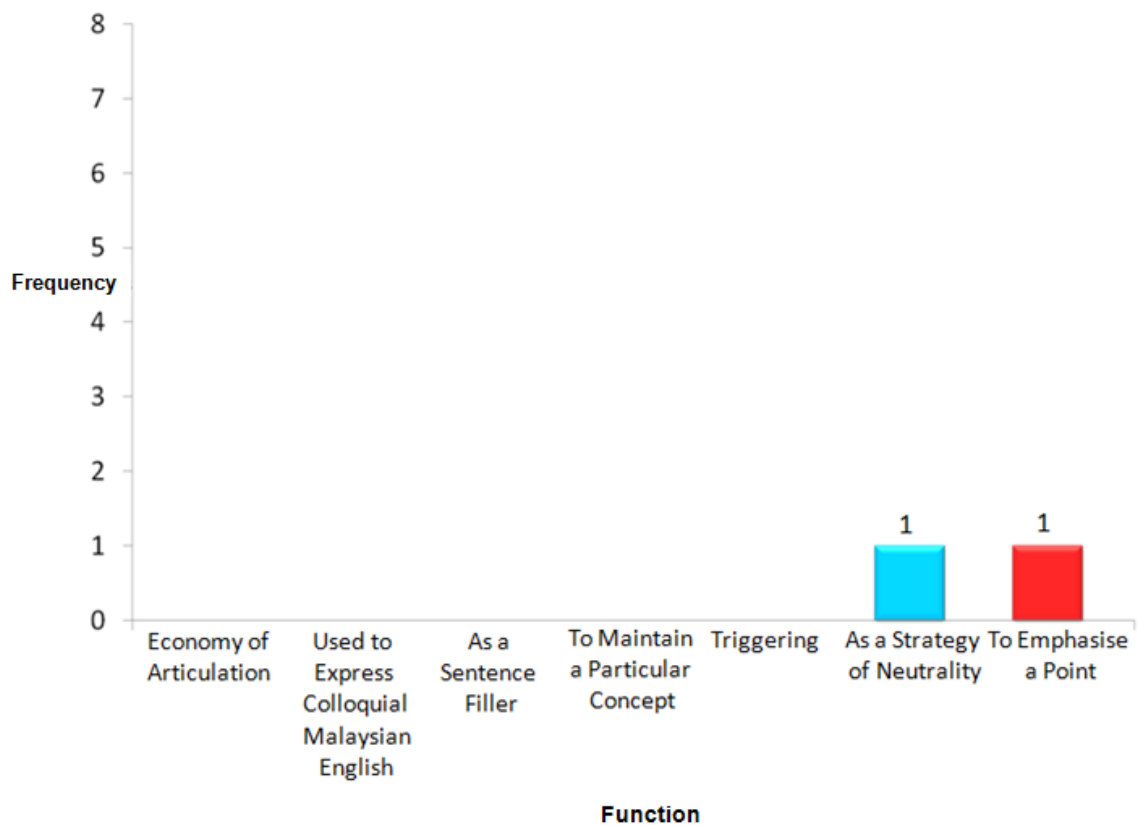 8
7
6
5
Frequency
4
3
2
1
0
1
1
Economy of
Articulation
Used to
Express
Colloquial
Malaysian
English
As a
Sentence
Filler
To Maintain
a Particular
Concept
Triggering
As a Strategy
of Neutrality
To Emphasise
a Point
Function